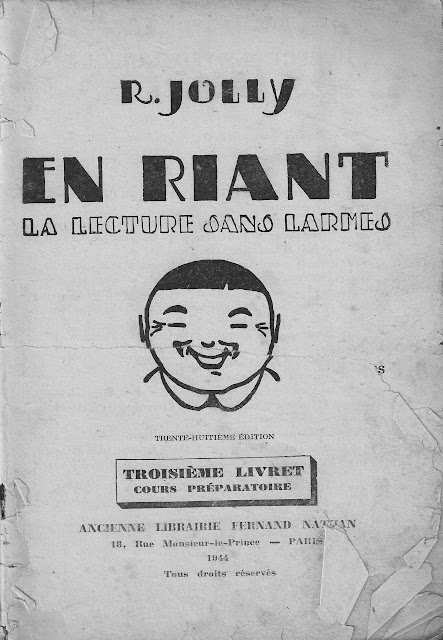 R. JOLLY
EN RIANT
LA LECTURE SANS LARMES
S
TRENTE-HUITIÈME ÉDITION
TROISIÈME LIVRET
COURS PRÉPARATOIRE
ANCIENNE LIBRAIRIE FERNAND NATHAN
18, Rue Monsieur-le-Prince — PARIS
1944
Tous droits réservés